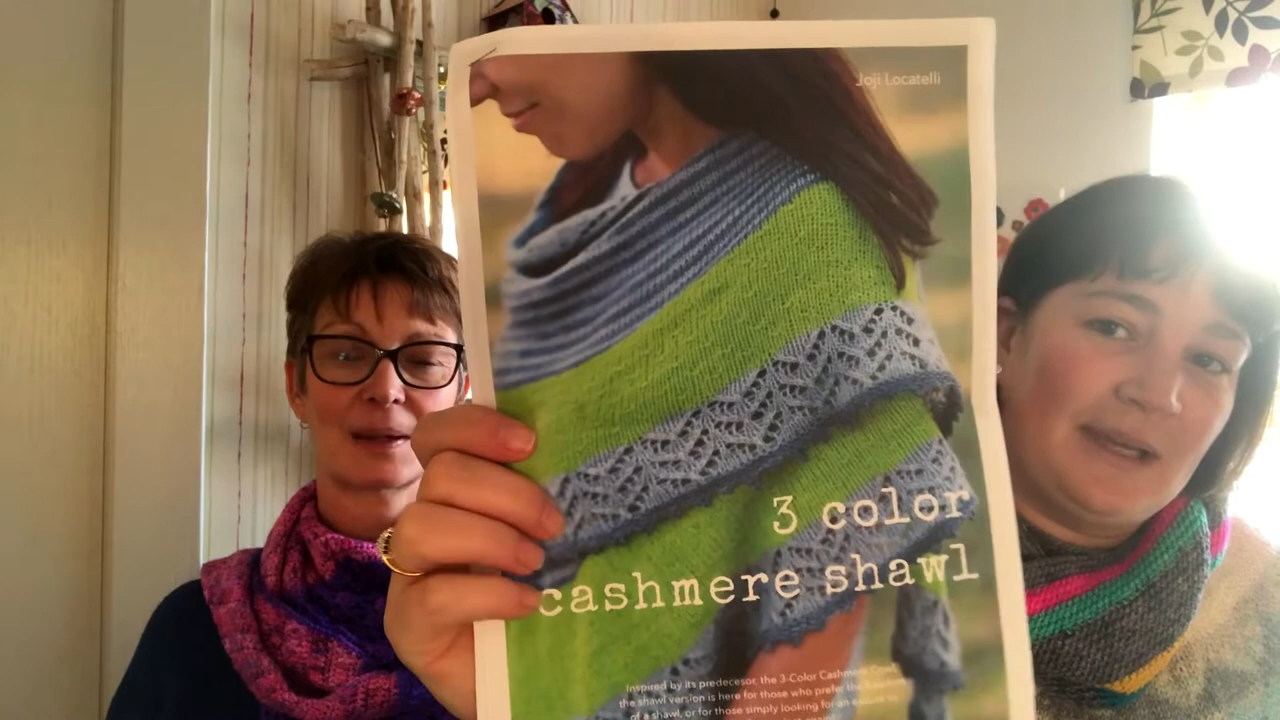 Joji Locatelli
3 color
cashmere shawl
Inspired by its predecesor, the 3-Color Cashmere Cowl,
the shawl version is here for those who prefer the
of a shawl, or for those simply looking for an